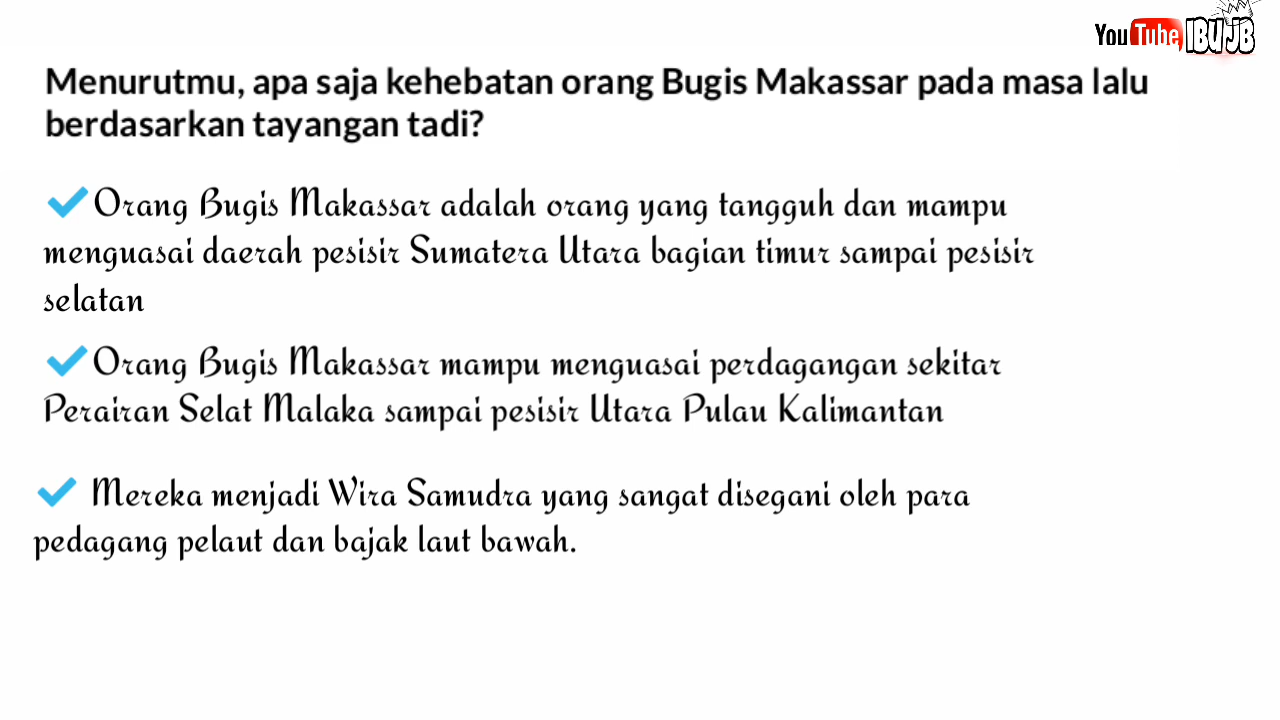 YouTube IBUJB
Menurutmu, apa saja kehebatan orang Bugis Makassar pada masa lalu
berdasarkan tayangan tadi?
✔Orang Bugis Makassar adalah orang yang tangguh dan mampu
menguasai daerah pesisir Sumatera Utara bagian timur sampai pesisir
selatan
✔Orang Bugis Makassar mampu menguasai perdagangan sekitar
Perairan Selat Malaka sampai pesisir Utara Pulau Kalimantan
✔ Mereka menjadi Wira Samudra yang sangat disegani oleh para
pedagang pelaut dan bajak laut bawah.